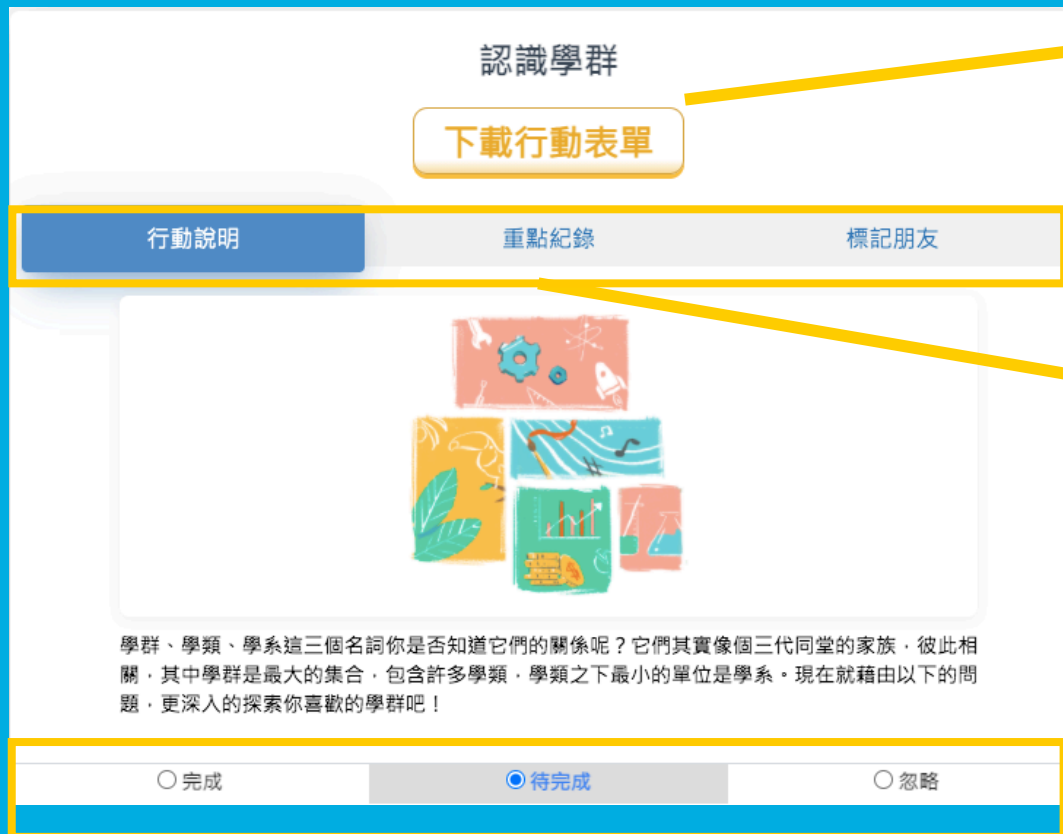 認識學群
下載行動表單
行動說明 重點紀錄 標記朋友
學群、學類、學系這三個名詞你是否知道它們的關係呢？它們其實像個三代同堂的家族，彼此相
關，其中學群是最大的集合，包含許多學類，學類之下最小的單位是學系。現在就藉由以下的問
題，更深入的探索你喜歡的學群吧！
完成 待完成 忽略